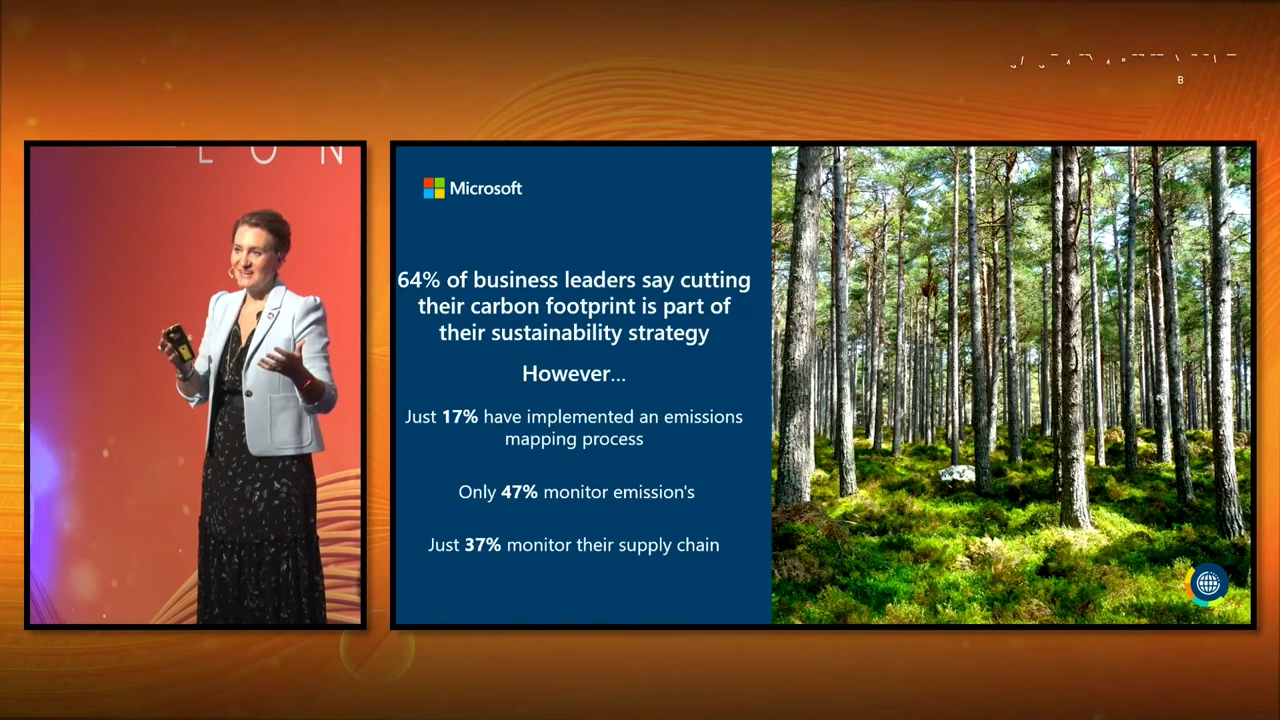 L O N
B
Microsoft
64% of business leaders say cutting
their carbon footprint is part of
their sustainability strategy
However...
Just 17% have implemented an emissions
mapping process
Only 47% monitor emission's
Just 37% monitor their supply chain